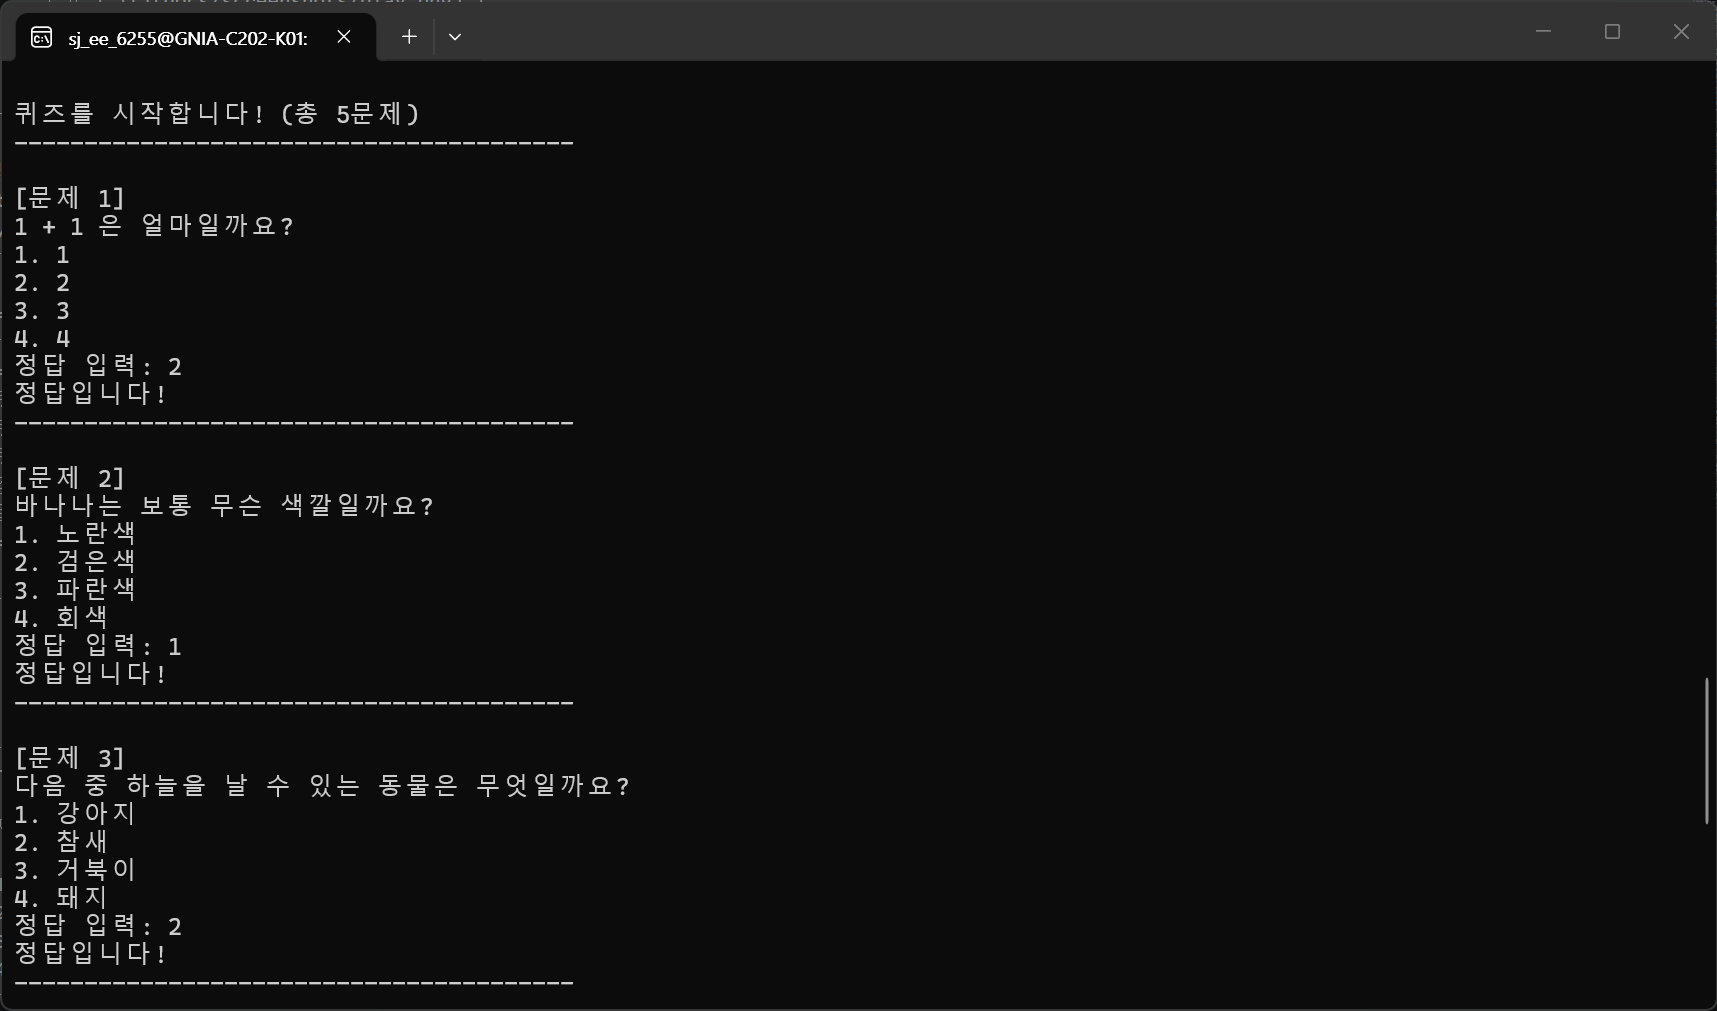 sj_ee_6255@GNIA-C202-K01:
퀴즈를 시작합니다! (총 5문제)
----------------------------------------
[문제 1]
1 + 1 은 얼마일까요?
1. 1
2. 2
3. 3
4. 4
정답 입력: 2
정답입니다!
----------------------------------------
[문제 2]
바나나는 보통 무슨 색깔일까요?
1. 노란색
2. 검은색
3. 파란색
4. 회색
정답 입력: 1
정답입니다!
----------------------------------------
[문제 3]
다음 중 하늘을 날 수 있는 동물은 무엇일까요?
1. 강아지
2. 참새
3. 거북이
4. 돼지
정답 입력: 2
정답입니다!
----------------------------------------